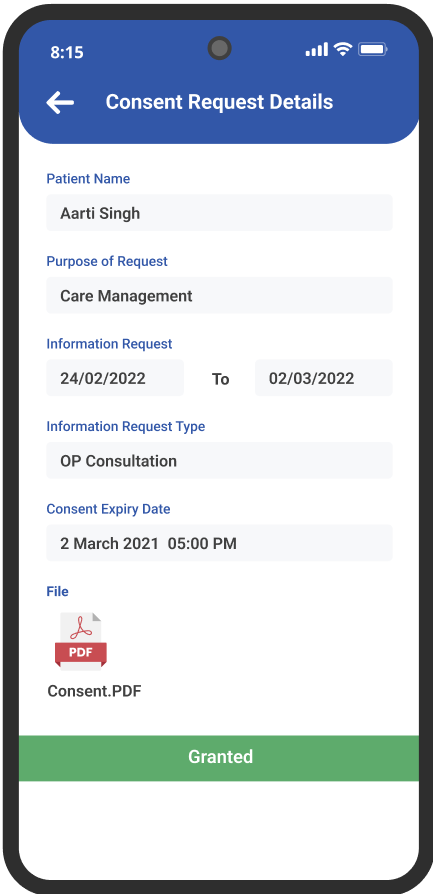 8:15
Consent Request Details
Patient Name
Aarti Singh
Purpose of Request
Care Management
Information Request
24/02/2022 To 02/03/2022
Information Request Type
OP Consultation
Consent Expiry Date
2 March 2021 05:00 PM
File
PDF
Consent.PDF
Granted